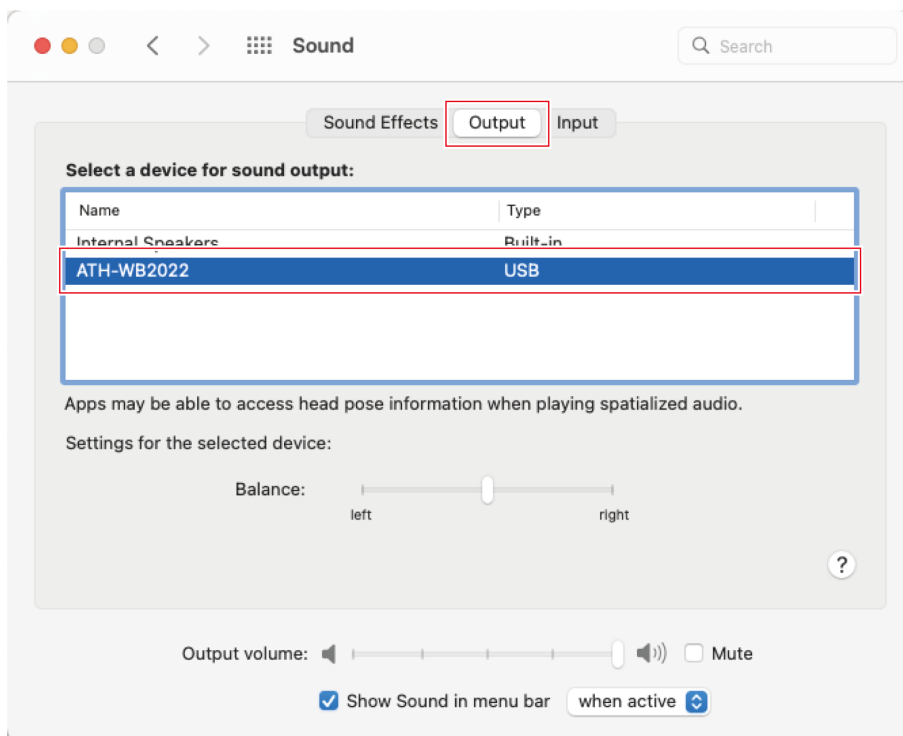 Sound
Search
Sound Effects Output Input
Select a device for sound output:
Name Type
Internal Speakers Built-in
ATH-WB2022 USB
Apps may be able to access head pose information when playing spatialized audio.
Settings for the selected device:
Balance:
left right
?
Output volume: Mute
Show Sound in menu bar when active